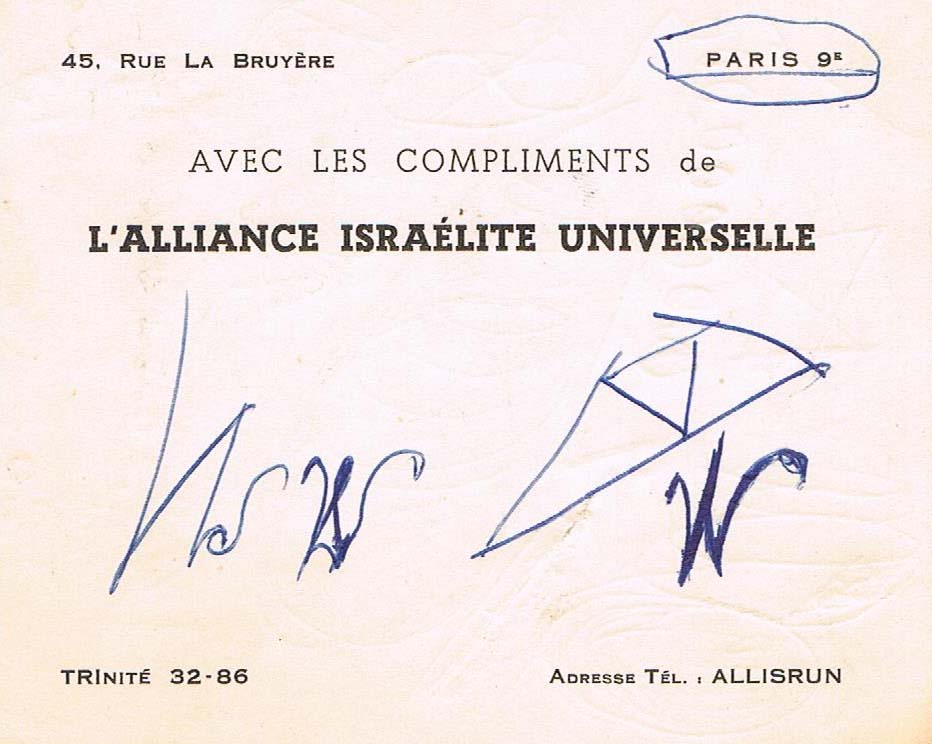 45, RUE LA BRUYÈRE PARIS 9E
AVEC LES COMPLIMENTS de
L'ALLIANCE ISRAÉLITE UNIVERSELLE
TRINITÉ 32-86 ADRESSE TÉL. : ALLISRUN